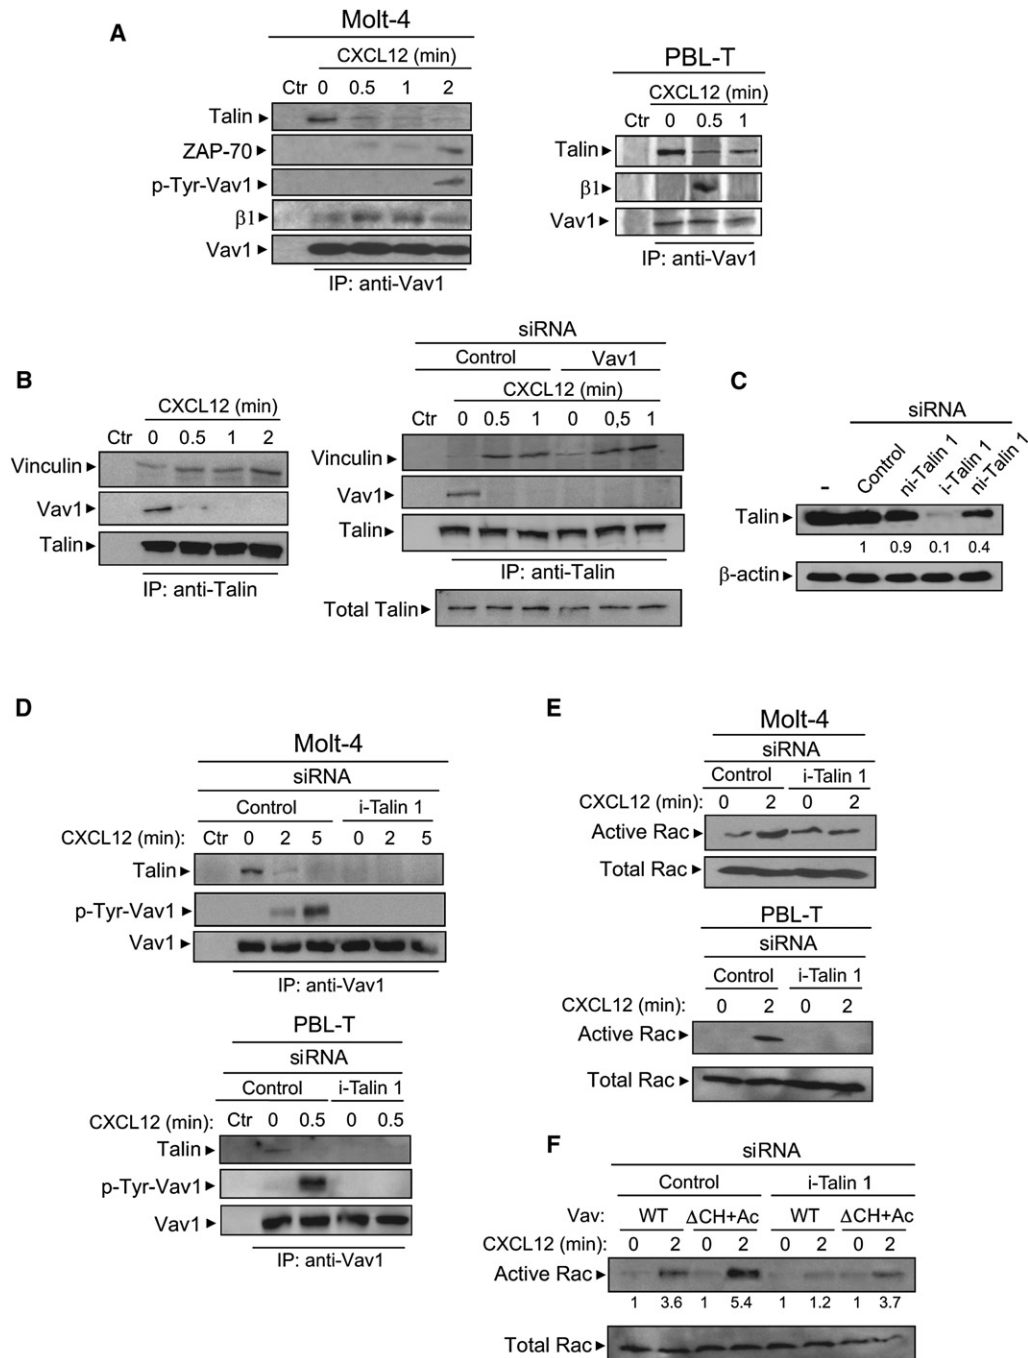 A
Molt-4
CXCL12 (min)
Ctr 0 0.5 1 2
Talin
ZAP-70
p-Tyr-Vav1
β1
Vav1
IP: anti-Vav1
PBL-T
CXCL12 (min)
Ctr 0 0.5 1
Talin
β1
Vav1
IP: anti-Vav1
B
CXCL12 (min)
Ctr 0 0.5 1 2
Vinculin
Vav1
Talin
IP: anti-Talin
siRNA
Control Vav1
CXCL12 (min)
Ctr 0 0.5 1 0 0,5 1
Vinculin
Vav1
Talin
IP: anti-Talin
Total Talin
C
siRNA
– Control ni-Talin 1 i-Talin 1 ni-Talin 1
Talin
1 0.9 0.1 0.4
β-actin
D
Molt-4
siRNA
Control i-Talin 1
CXCL12 (min): Ctr 0 2 5 0 2 5
Talin
p-Tyr-Vav1
Vav1
IP: anti-Vav1
PBL-T
siRNA
Control i-Talin 1
CXCL12 (min): Ctr 0 0.5 0 0.5
Talin
p-Tyr-Vav1
Vav1
IP: anti-Vav1
E
Molt-4
siRNA
Control i-Talin 1
CXCL12 (min): 0 2 0 2
Active Rac
Total Rac
PBL-T
siRNA
Control i-Talin 1
CXCL12 (min): 0 2 0 2
Active Rac
Total Rac
F
siRNA
Control i-Talin 1
Vav: WT ΔCH+Ac WT ΔCH+Ac
CXCL12 (min): 0 2 0 2 0 2 0 2
Active Rac
1 3.6 1 5.4 1 1.2 1 3.7
Total Rac